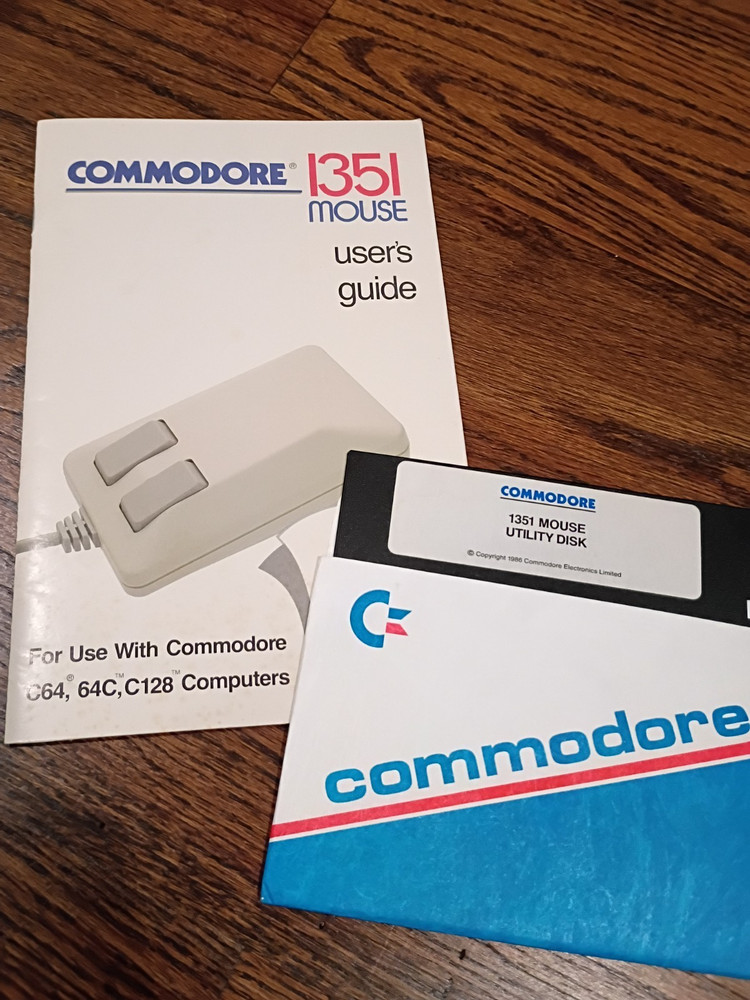 COMMODORE® 1351
MOUSE
user's
guide
For Use With Commodore
C64,® 64C,™ C128™ Computers
COMMODORE
1351 MOUSE
UTILITY DISK
© Copyright 1986 Commodore Electronics Limited
commodore